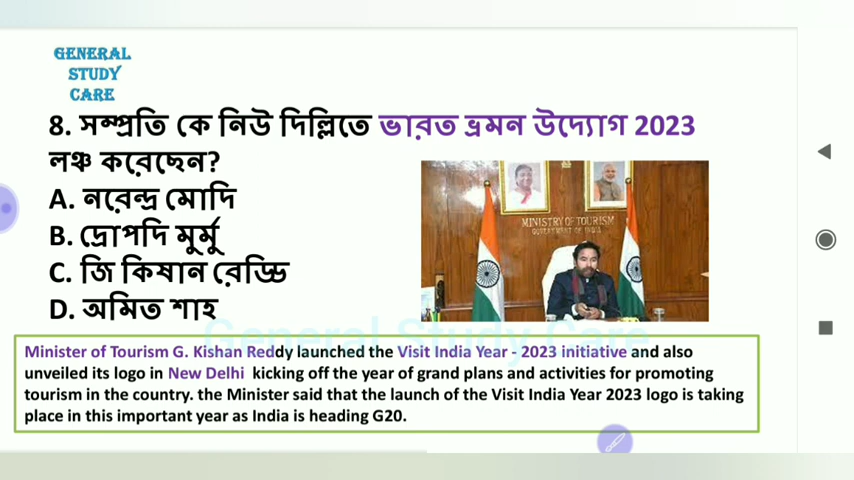 GENERAL
STUDY
CARE
8. সম্প্রতি কে নিউ দিল্লিতে ভারত ভ্রমন উদ্যোগ 2023
লঞ্চ করেছেন?
A. নরেন্দ্র মোদি
B. দ্রোপদি মুর্মু
C. জি কিষান রেড্ডি
D. অমিত শাহ
MINISTRY OF TOURISM
GOVERNMENT OF INDIA
General Study Care
Minister of Tourism G. Kishan Reddy launched the Visit India Year - 2023 initiative and also
unveiled its logo in New Delhi kicking off the year of grand plans and activities for promoting
tourism in the country. the Minister said that the launch of the Visit India Year 2023 logo is taking
place in this important year as India is heading G20.